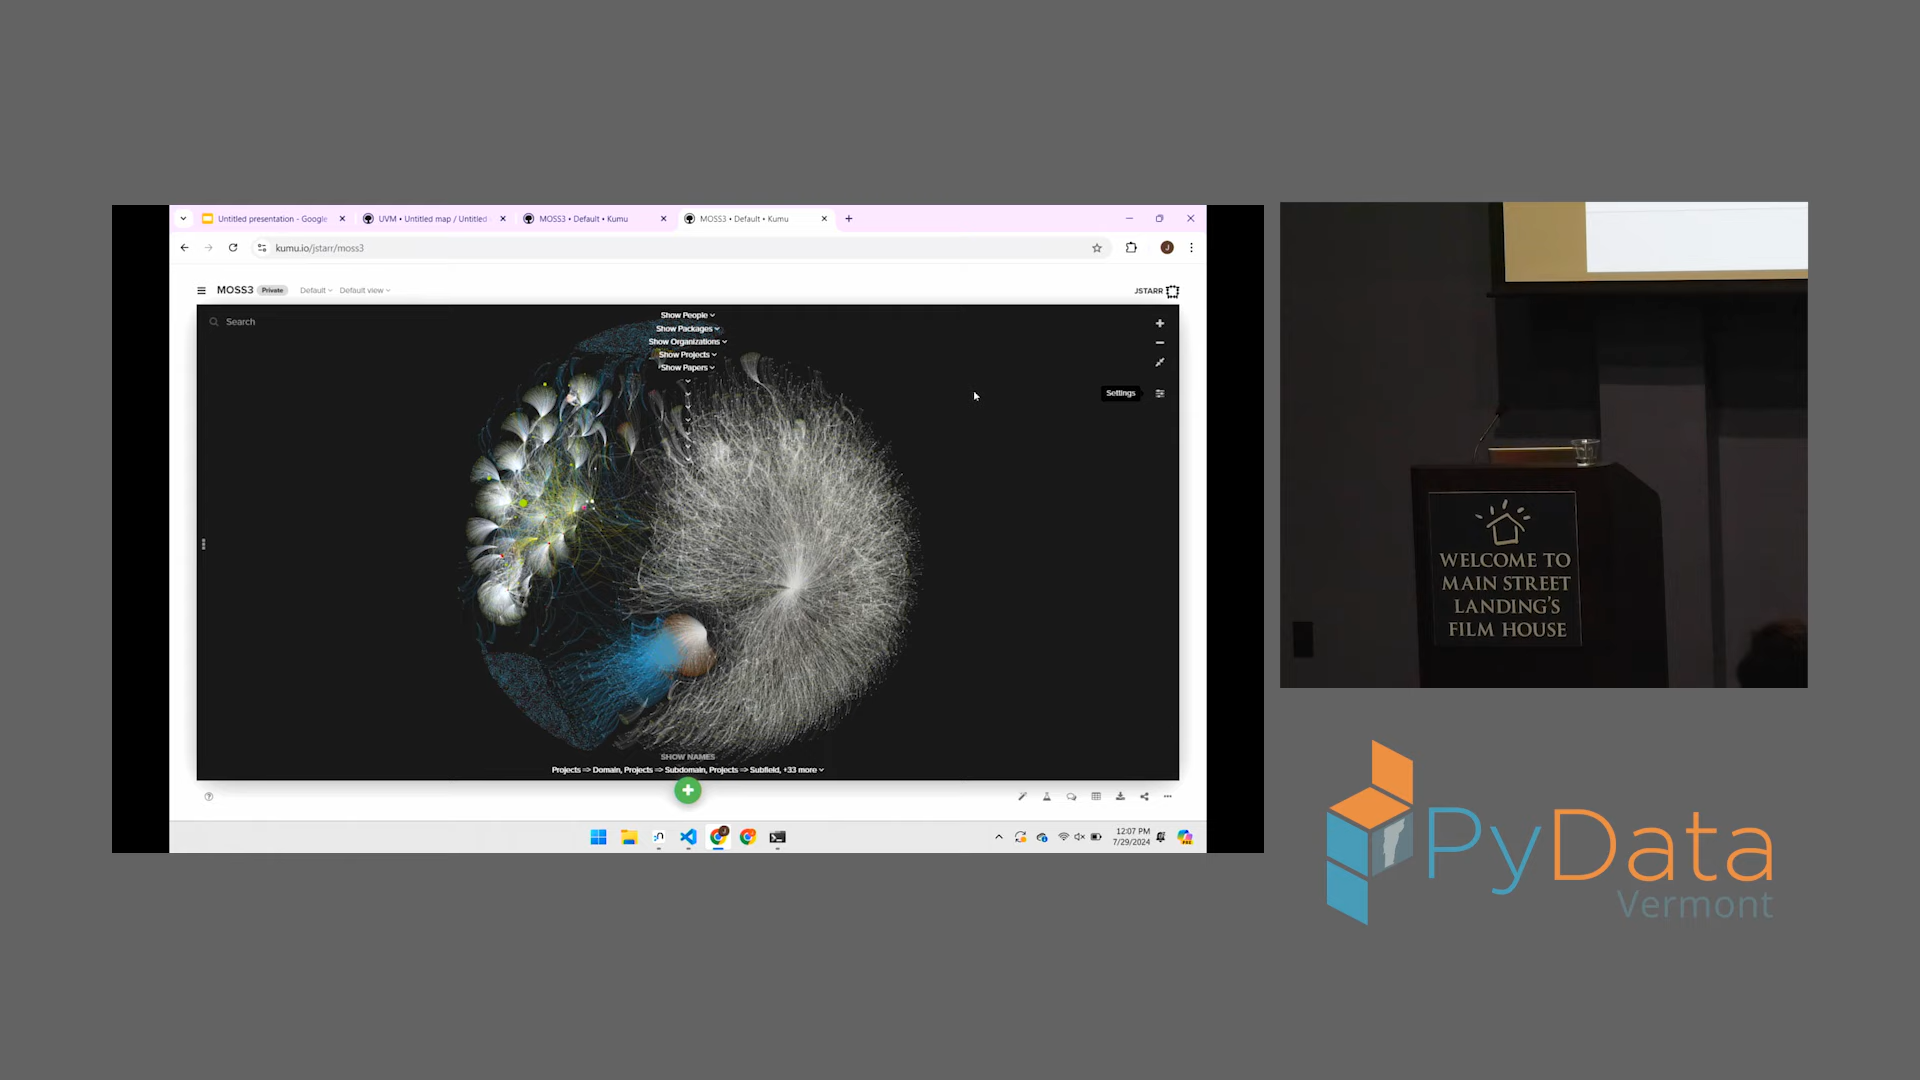 Untitled presentation - Google
UVM • Untitled map / Untitled
MOSS3 • Default • Kumu
MOSS3 • Default • Kumu
kumu.io/jstarr/moss3
J
MOSS3 Private Default Default view
JSTARR
Search
Show People
Show Packages
Show Organizations
Show Projects
Show Papers
Settings
SHOW NAMES
Projects => Domain, Projects => Subdomain, Projects => Subfield, +33 more
12:07 PM
7/29/2024
WELCOME TO
MAIN STREET
LANDING'S
FILM HOUSE
PyData
Vermont